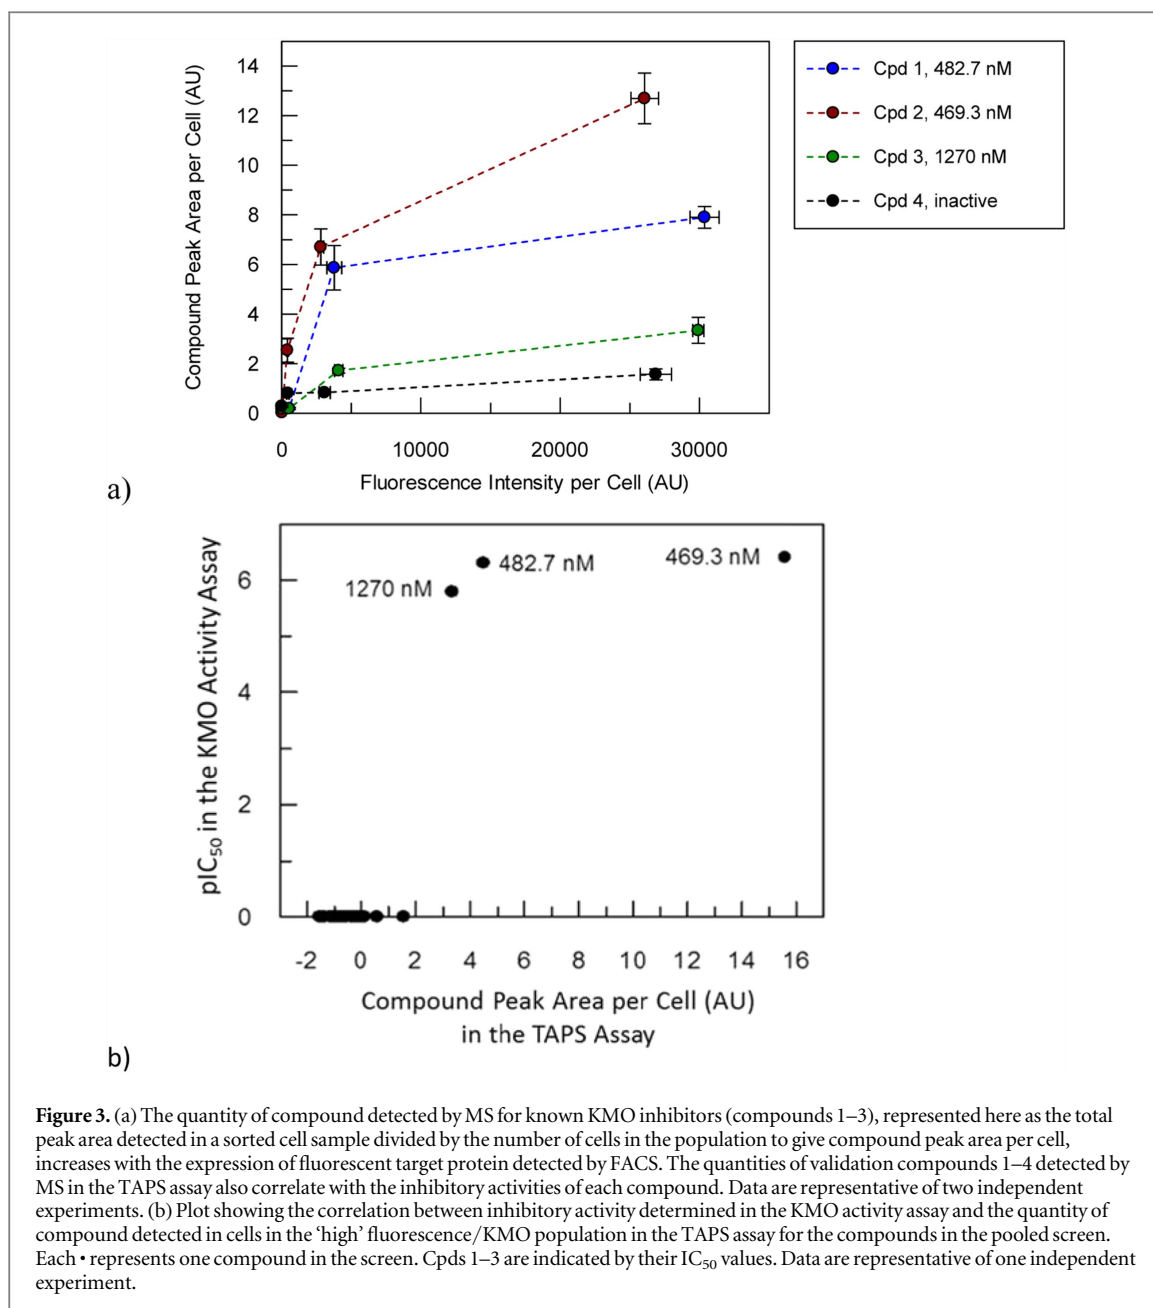 Compound Peak Area per Cell (AU)
14
12
10
8
6
4
2
0
0 10000 20000 30000
Fluorescence Intensity per Cell (AU)
Cpd 1, 482.7 nM
Cpd 2, 469.3 nM
Cpd 3, 1270 nM
Cpd 4, inactive
a)
pIC50 in the KMO Activity Assay
6
4
2
0
1270 nM
482.7 nM
469.3 nM
-2 0 2 4 6 8 10 12 14 16
Compound Peak Area per Cell (AU)
in the TAPS Assay
b)
Figure 3. (a) The quantity of compound detected by MS for known KMO inhibitors (compounds 1–3), represented here as the total
peak area detected in a sorted cell sample divided by the number of cells in the population to give compound peak area per cell,
increases with the expression of fluorescent target protein detected by FACS. The quantities of validation compounds 1–4 detected by
MS in the TAPS assay also correlate with the inhibitory activities of each compound. Data are representative of two independent
experiments. (b) Plot showing the correlation between inhibitory activity determined in the KMO activity assay and the quantity of
compound detected in cells in the ‘high’ fluorescence/KMO population in the TAPS assay for the compounds in the pooled screen.
Each • represents one compound in the screen. Cpds 1–3 are indicated by their IC50 values. Data are representative of one independent
experiment.